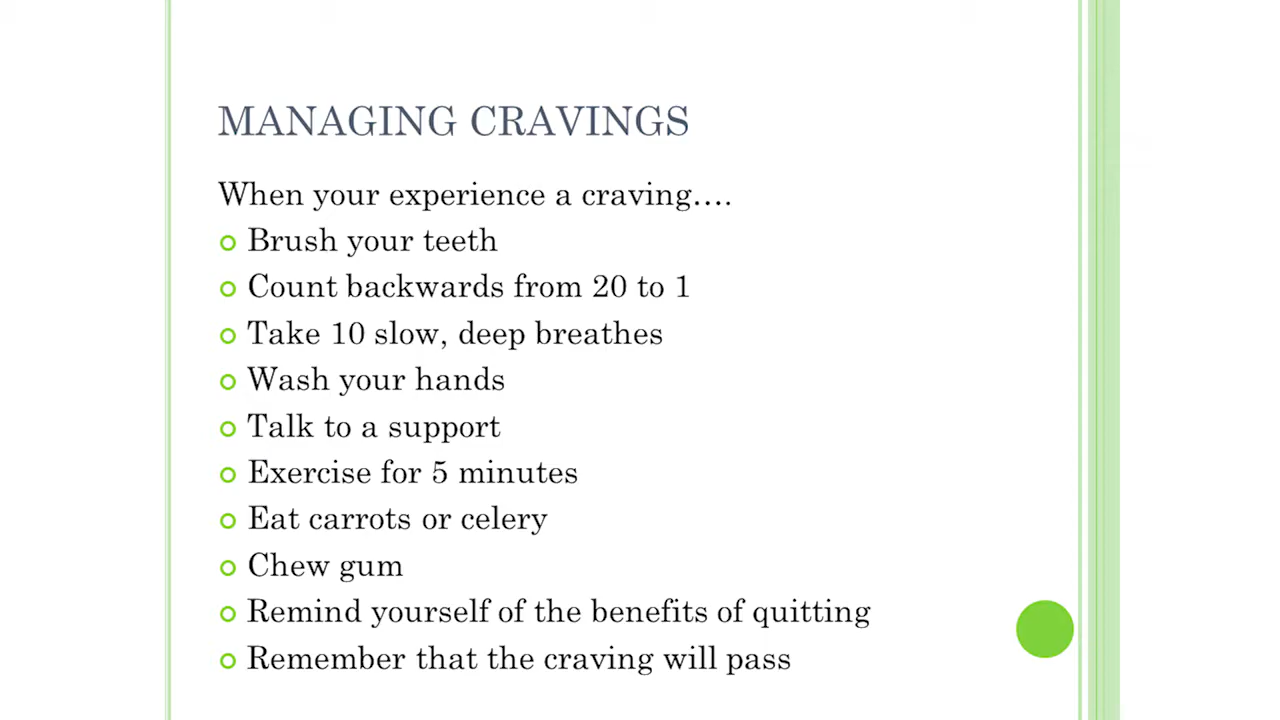 MANAGING CRAVINGS
When your experience a craving....
Brush your teeth
Count backwards from 20 to 1
Take 10 slow, deep breathes
Wash your hands
Talk to a support
Exercise for 5 minutes
Eat carrots or celery
Chew gum
Remind yourself of the benefits of quitting
Remember that the craving will pass